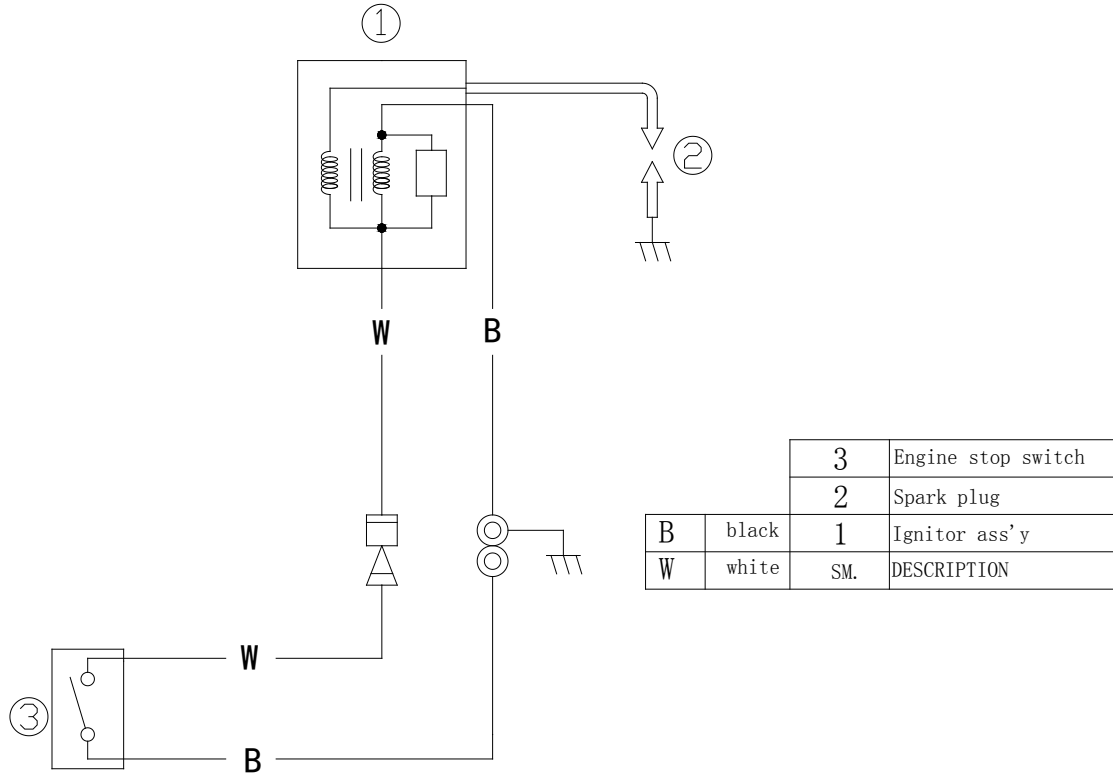 1
2
W
B
3 Engine stop switch
2 Spark plug
B black 1 Ignitor ass'y
W white SM. DESCRIPTION
W
3
B